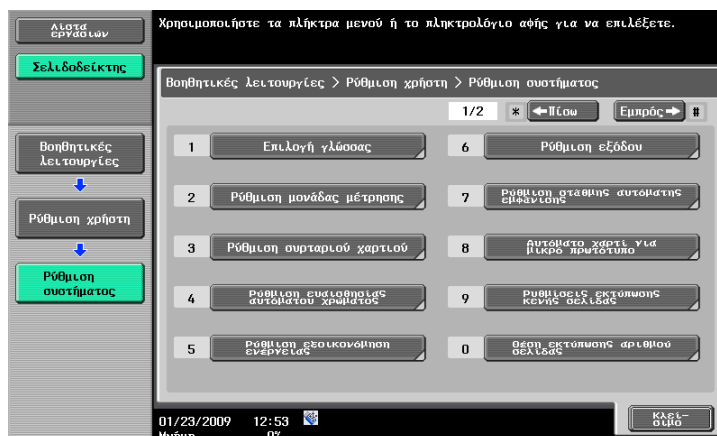 Λίστα
εργασιών
Χρησιμοποιήστε τα πλήκτρα μενού ή το πληκτρολόγιο αφής για να επιλέξετε.
Σελιδοδείκτης
Βοηθητικές λειτουργίες > Ρύθμιση χρήστη > Ρύθμιση συστήματος
1/2 * ←Πίσω Εμπρός→ #
Βοηθητικές
λειτουργίες
Ρύθμιση χρήστη
Ρύθμιση
συστήματος
1 Επιλογή γλώσσας
2 Ρύθμιση μονάδας μέτρησης
3 Ρύθμιση συρταριού χαρτιού
4 Ρύθμιση ευαισθησίας
αυτόματου χρώματος
5 Ρύθμιση εξοικονόμηση
ενέργειας
6 Ρύθμιση εξόδου
7 Ρύθμιση στάθμης αυτόματης
εμφάνισης
8 Αυτόματο χαρτί για
μικρό πρωτότυπο
9 Ρυθμίσεις εκτύπωσης
κενής σελίδας
0 Θέση εκτύπωσης αριθμού
σελίδας
01/23/2009 12:53
Μνήμη 0%
Κλεί-
σιμο